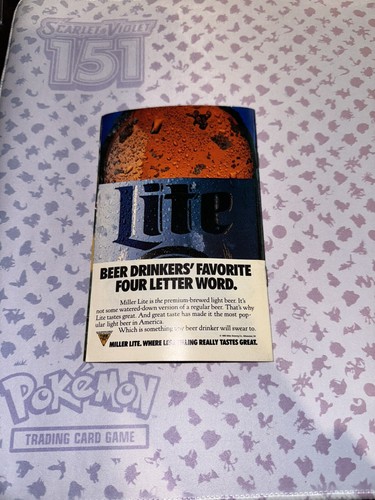 SCARLET & VIOLET
151
Lite
BEER DRINKERS' FAVORITE
FOUR LETTER WORD.
Miller Lite is the premium-brewed light beer. It's
not some watered-down version of a regular beer. That's why
Lite tastes great. And great taste has made it the most pop-
ular light beer in America.
Which is something the beer drinker will swear to.
MILLER LITE. WHERE LESS FILLING REALLY TASTES GREAT.
POKÉMON
TRADING CARD GAME